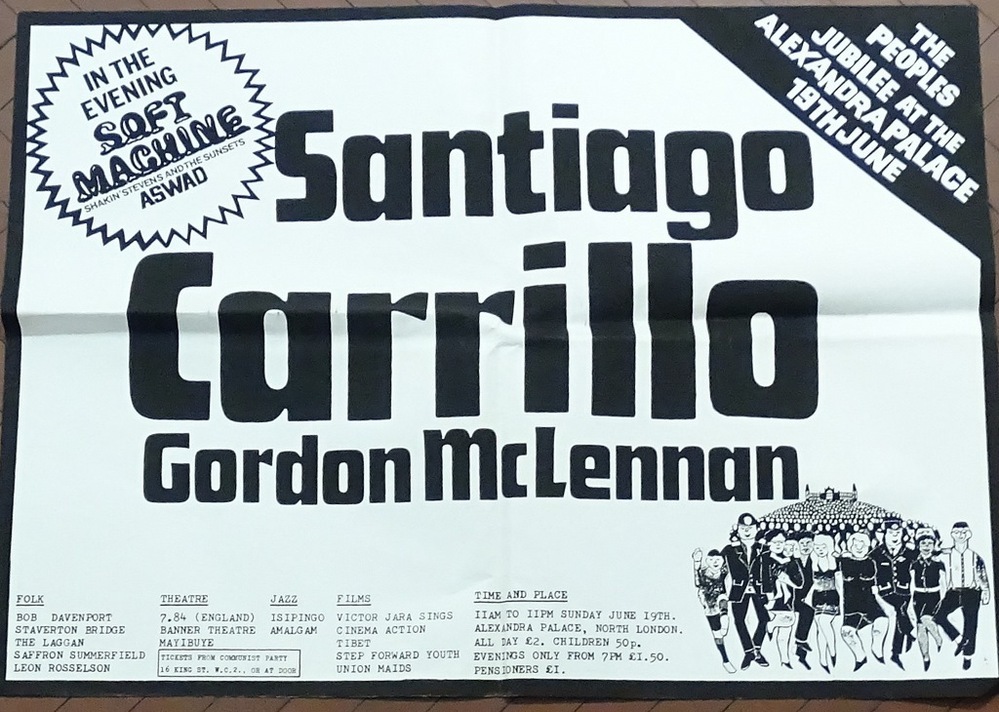 IN THE
EVENING
SOFT
MACHINE
SHAKIN' STEVENS AND THE SUNSETS
ASWAD
THE
PEOPLES
JUBILEE AT THE
ALEXANDRA PALACE
19TH JUNE
Santiago
Carrillo
Gordon McLennan
FOLK
BOB DAVENPORT
STAVERTON BRIDGE
THE LAGGAN
SAFFRON SUMMERFIELD
LEON ROSSELSON
THEATRE
7.84 (ENGLAND)
BANNER THEATRE
MAYIBUYE
TICKETS FROM COMMUNIST PARTY
16 KING ST. W.C.2., OR AT DOOR
JAZZ
ISIPINGO
AMALGAM
FILMS
VICTOR JARA SINGS
CINEMA ACTION
TIBET
STEP FORWARD YOUTH
UNION MAIDS
TIME AND PLACE
11AM TO 11PM SUNDAY JUNE 19TH.
ALEXANDRA PALACE, NORTH LONDON.
ALL DAY £2. CHILDREN 50p.
EVENINGS ONLY FROM 7PM £1.50.
PENSIONERS £1.